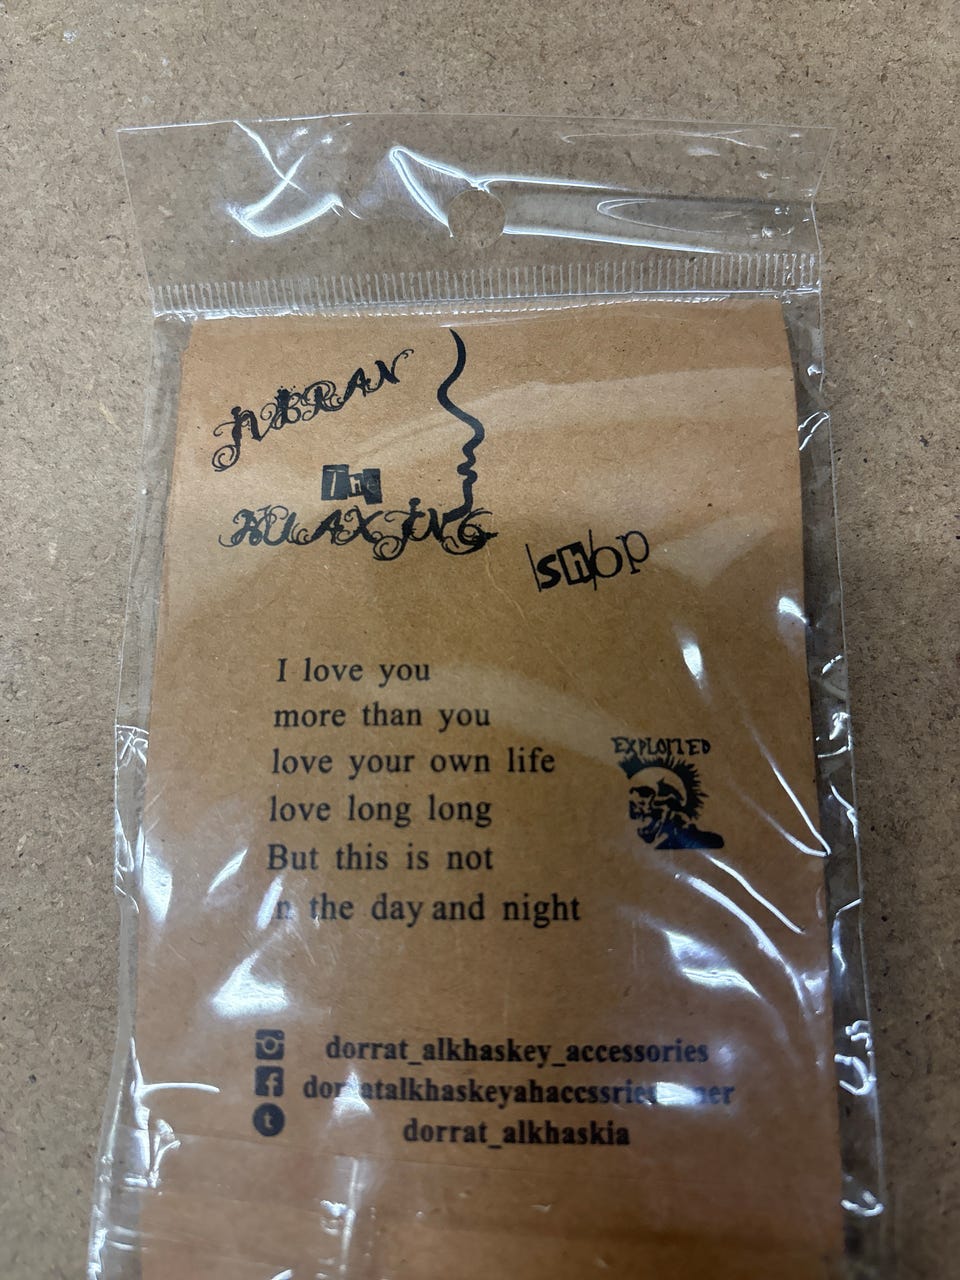 JIBRAN
The
RULAXING
shop
I love you
more than you
love your own life
EXPLOITED
love long long
But this is not
n the day and night
dorrat_alkhaskey_accessories
dorrat_alkhaskia